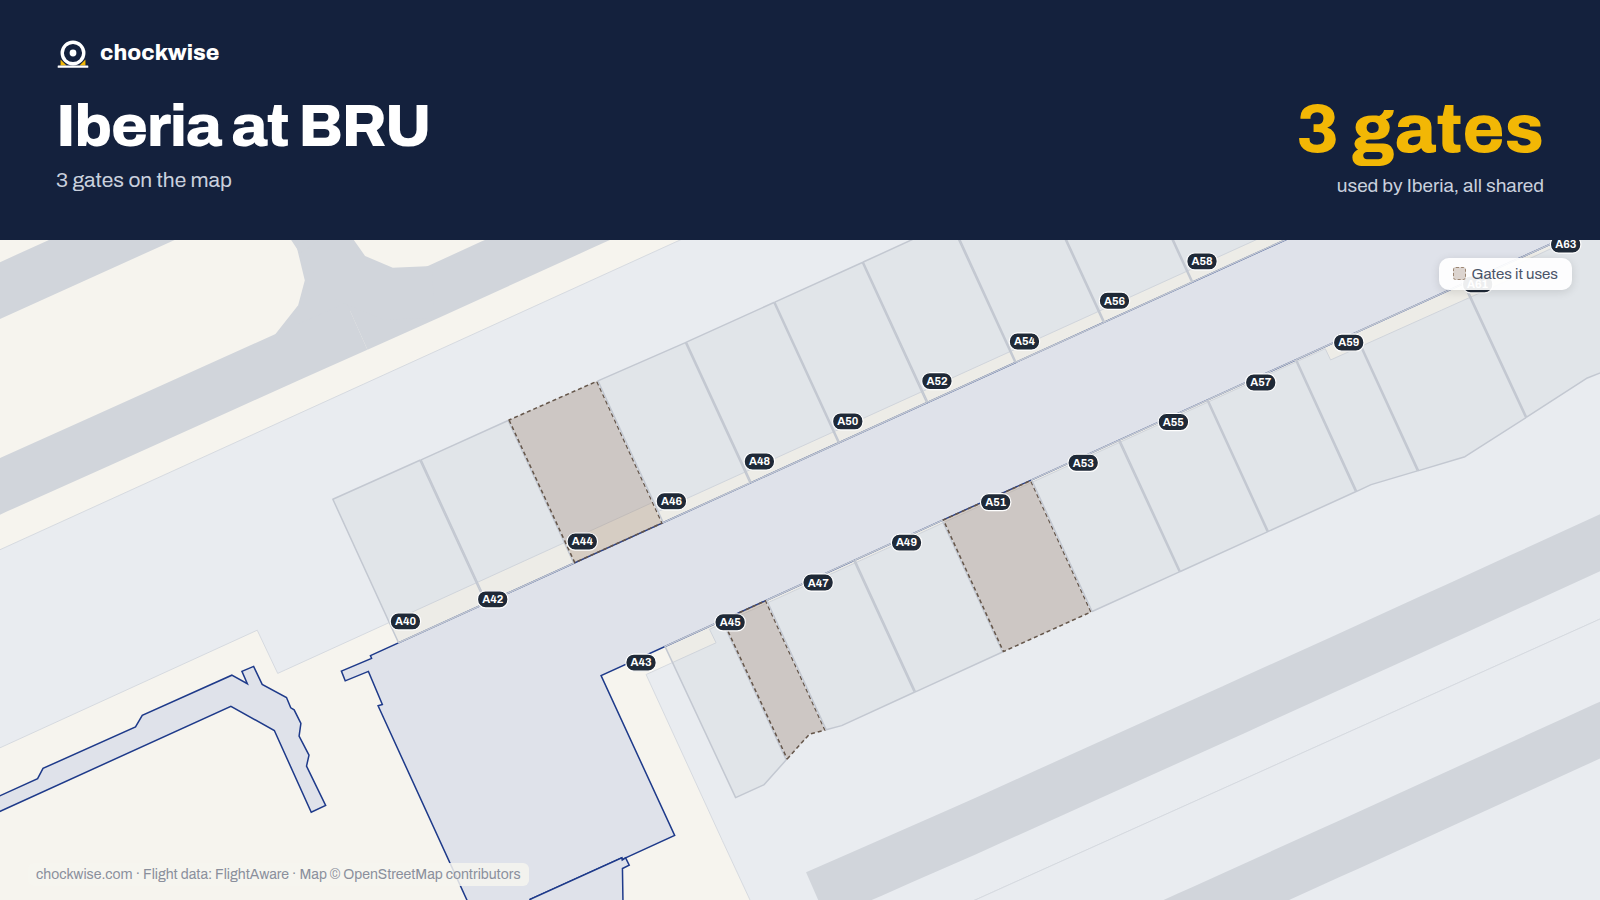 chockwise
Iberia at BRU
3 gates on the map
3 gates
used by Iberia, all shared
A63
Gates it uses
A58
A56
A54
A59
A52
A57
A50
A55
A48
A53
A46
A51
A44
A49
A42
A47
A40
A45
A43
chockwise.com · Flight data: FlightAware · Map © OpenStreetMap contributors